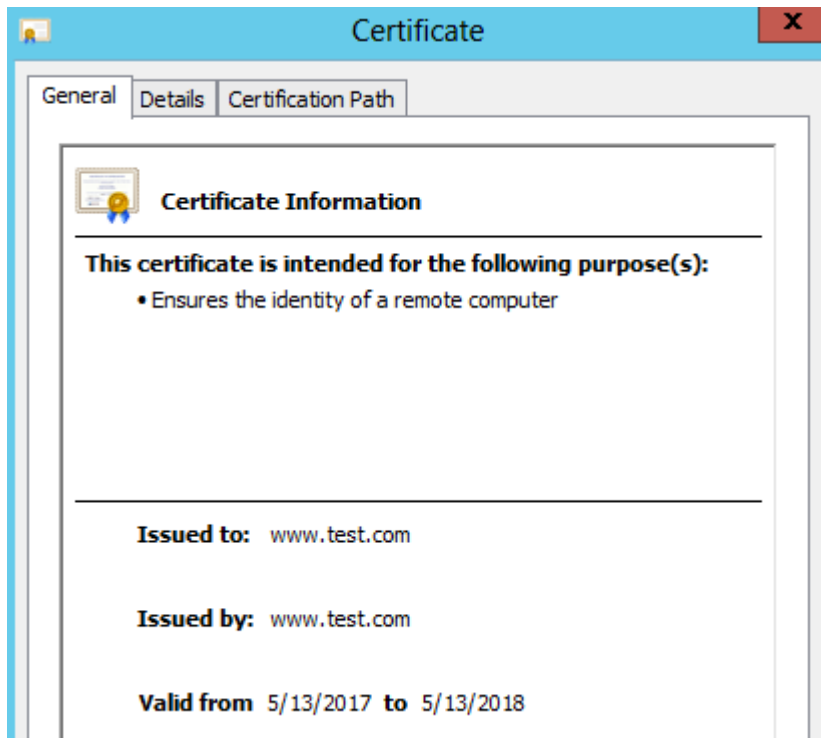 Certificate
x
General Details Certification Path
Certificate Information
This certificate is intended for the following purpose(s):
• Ensures the identity of a remote computer
Issued to: www.test.com
Issued by: www.test.com
Valid from 5/13/2017 to 5/13/2018